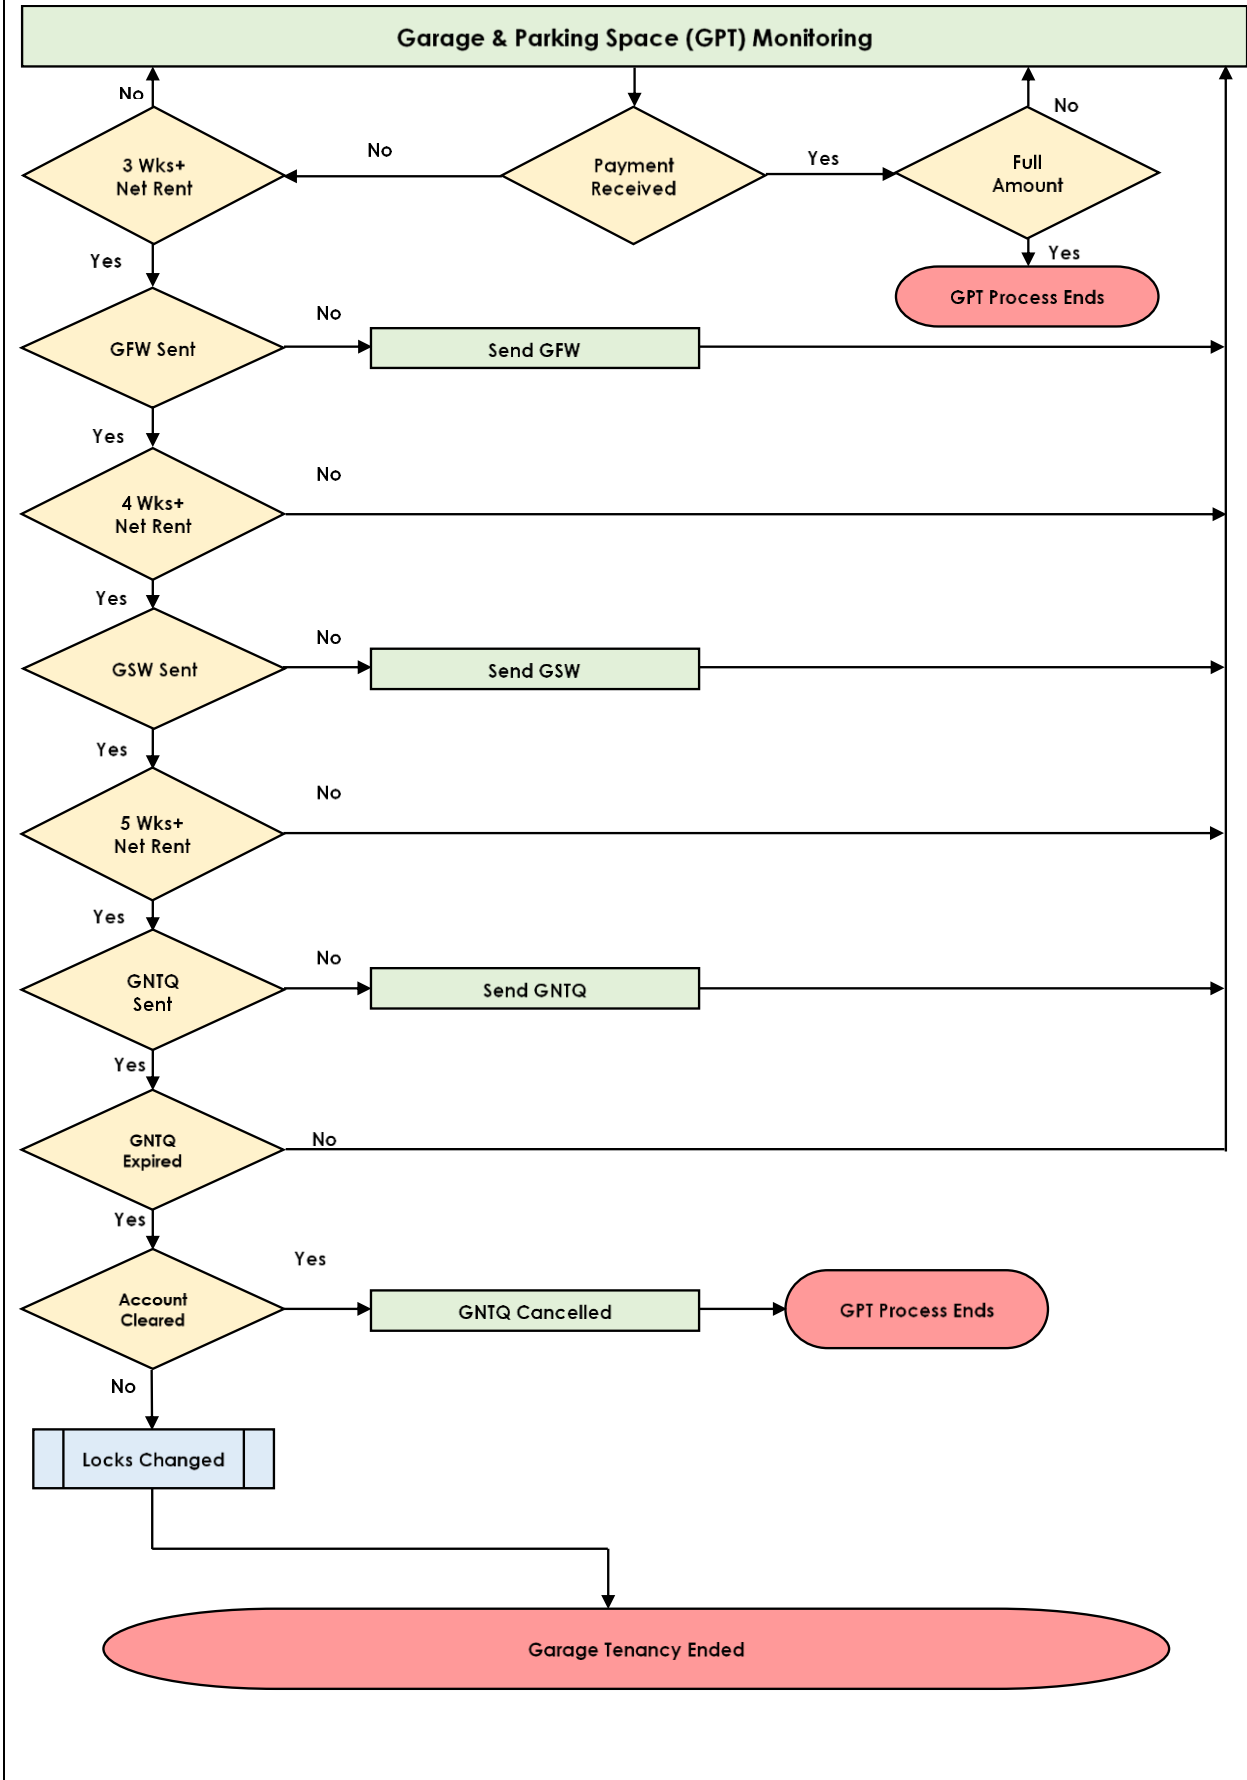 Garage & Parking Space (GPT) Monitoring
No
No
3 Wks+
Net Rent
No
Payment
Received
Yes
Full
Amount
Yes
Yes
GPT Process Ends
GFW Sent
No
Send GFW
Yes
4 Wks+
Net Rent
No
Yes
GSW Sent
No
Send GSW
Yes
5 Wks+
Net Rent
No
Yes
GNTQ
Sent
No
Send GNTQ
Yes
GNTQ
Expired
No
Yes
Account
Cleared
Yes
GNTQ Cancelled
GPT Process Ends
No
Locks Changed
Garage Tenancy Ended